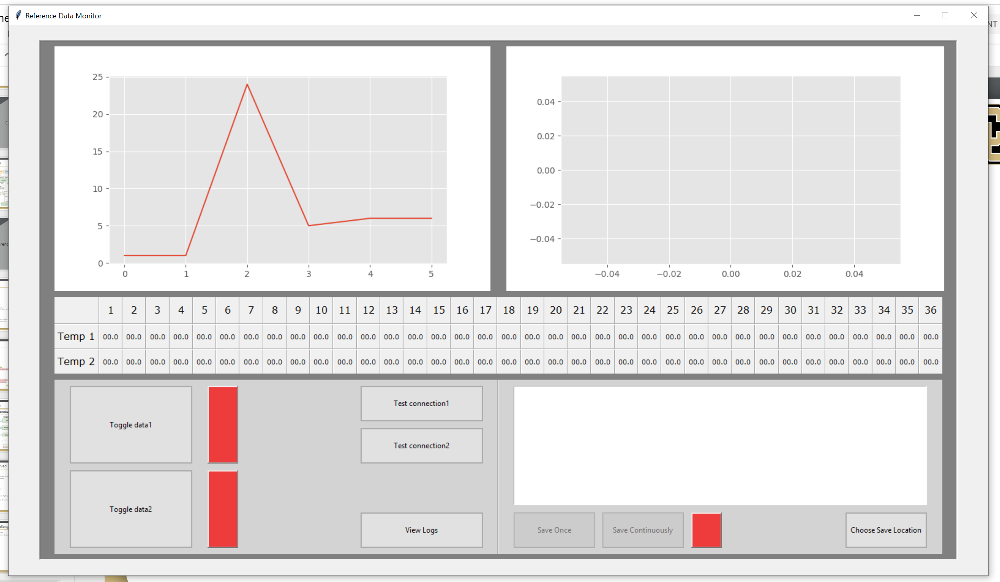 Reference Data Monitor
NT
25
20
15
10
5
0
0 1 2 3 4 5
0.04
0.02
0.00
−0.02
−0.04
−0.04 −0.02 0.00 0.02 0.04
1 2 3 4 5 6 7 8 9 10 11 12 13 14 15 16 17 18 19 20 21 22 23 24 25 26 27 28 29 30 31 32 33 34 35 36
Temp 1 00.0 00.0 00.0 00.0 00.0 00.0 00.0 00.0 00.0 00.0 00.0 00.0 00.0 00.0 00.0 00.0 00.0 00.0 00.0 00.0 00.0 00.0 00.0 00.0 00.0 00.0 00.0 00.0 00.0 00.0 00.0 00.0 00.0 00.0 00.0 00.0
Temp 2 00.0 00.0 00.0 00.0 00.0 00.0 00.0 00.0 00.0 00.0 00.0 00.0 00.0 00.0 00.0 00.0 00.0 00.0 00.0 00.0 00.0 00.0 00.0 00.0 00.0 00.0 00.0 00.0 00.0 00.0 00.0 00.0 00.0 00.0 00.0 00.0
Toggle data1
Test connection1
Test connection2
Toggle data2
View Logs
Save Once
Save Continuously
Choose Save Location